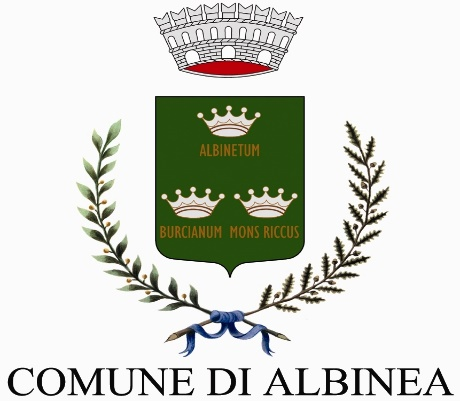 ALBINETUM
BURCIANUM MONS RICCUS
COMUNE DI ALBINEA